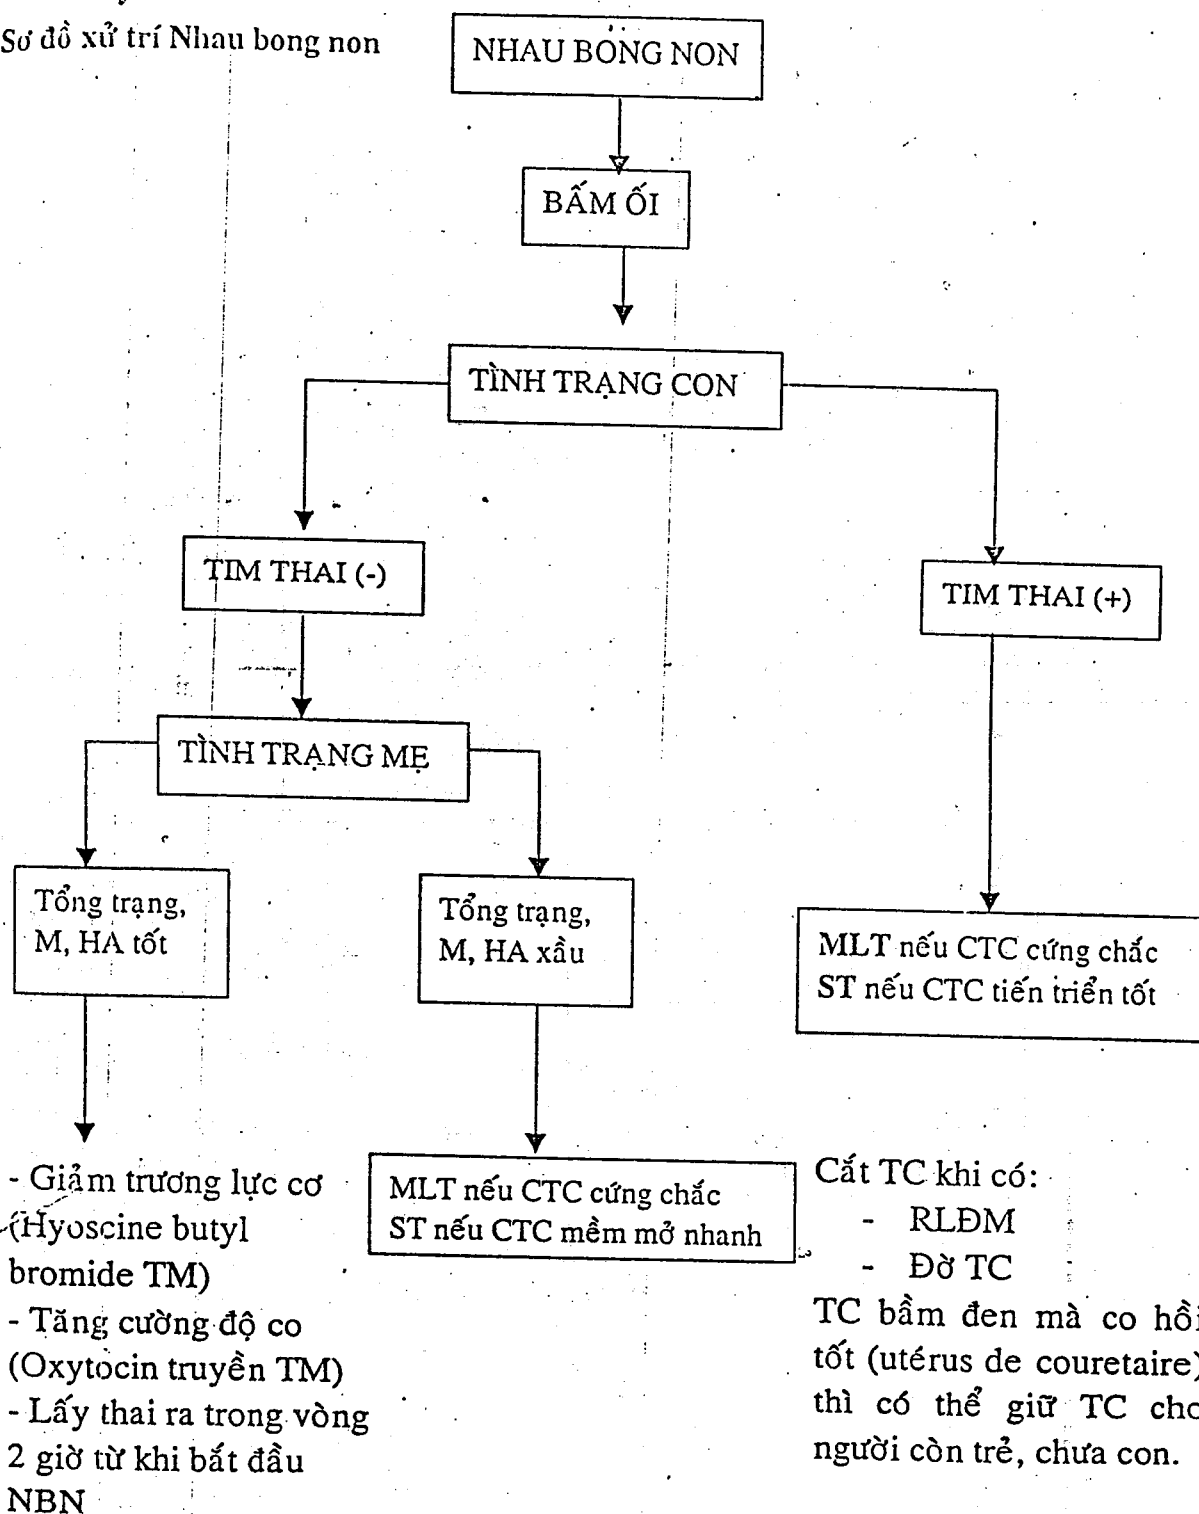 Sơ đồ xử trí Nhau bong non
NHAU BONG NON
BẤM ỐI
TÌNH TRẠNG CON
TIM THAI (-)
TIM THAI (+)
TÌNH TRẠNG MẸ
Tổng trạng,
M, HA tốt
Tổng trạng,
M, HA xầu
MLT nếu CTC cứng chắc
ST nếu CTC tiến triển tốt
- Giảm trương lực cơ
(Hyoscine butyl
bromide TM)
- Tăng cường độ co
(Oxytocin truyền TM)
- Lấy thai ra trong vòng
2 giờ từ khi bắt đầu
NBN
MLT nếu CTC cứng chắc
ST nếu CTC mềm mở nhanh
Cắt TC khi có:
- RLĐM
- Đờ TC
TC bầm đen mà co hồi
tốt (utérus de couretaire)
thì có thể giữ TC cho
người còn trẻ, chưa con.